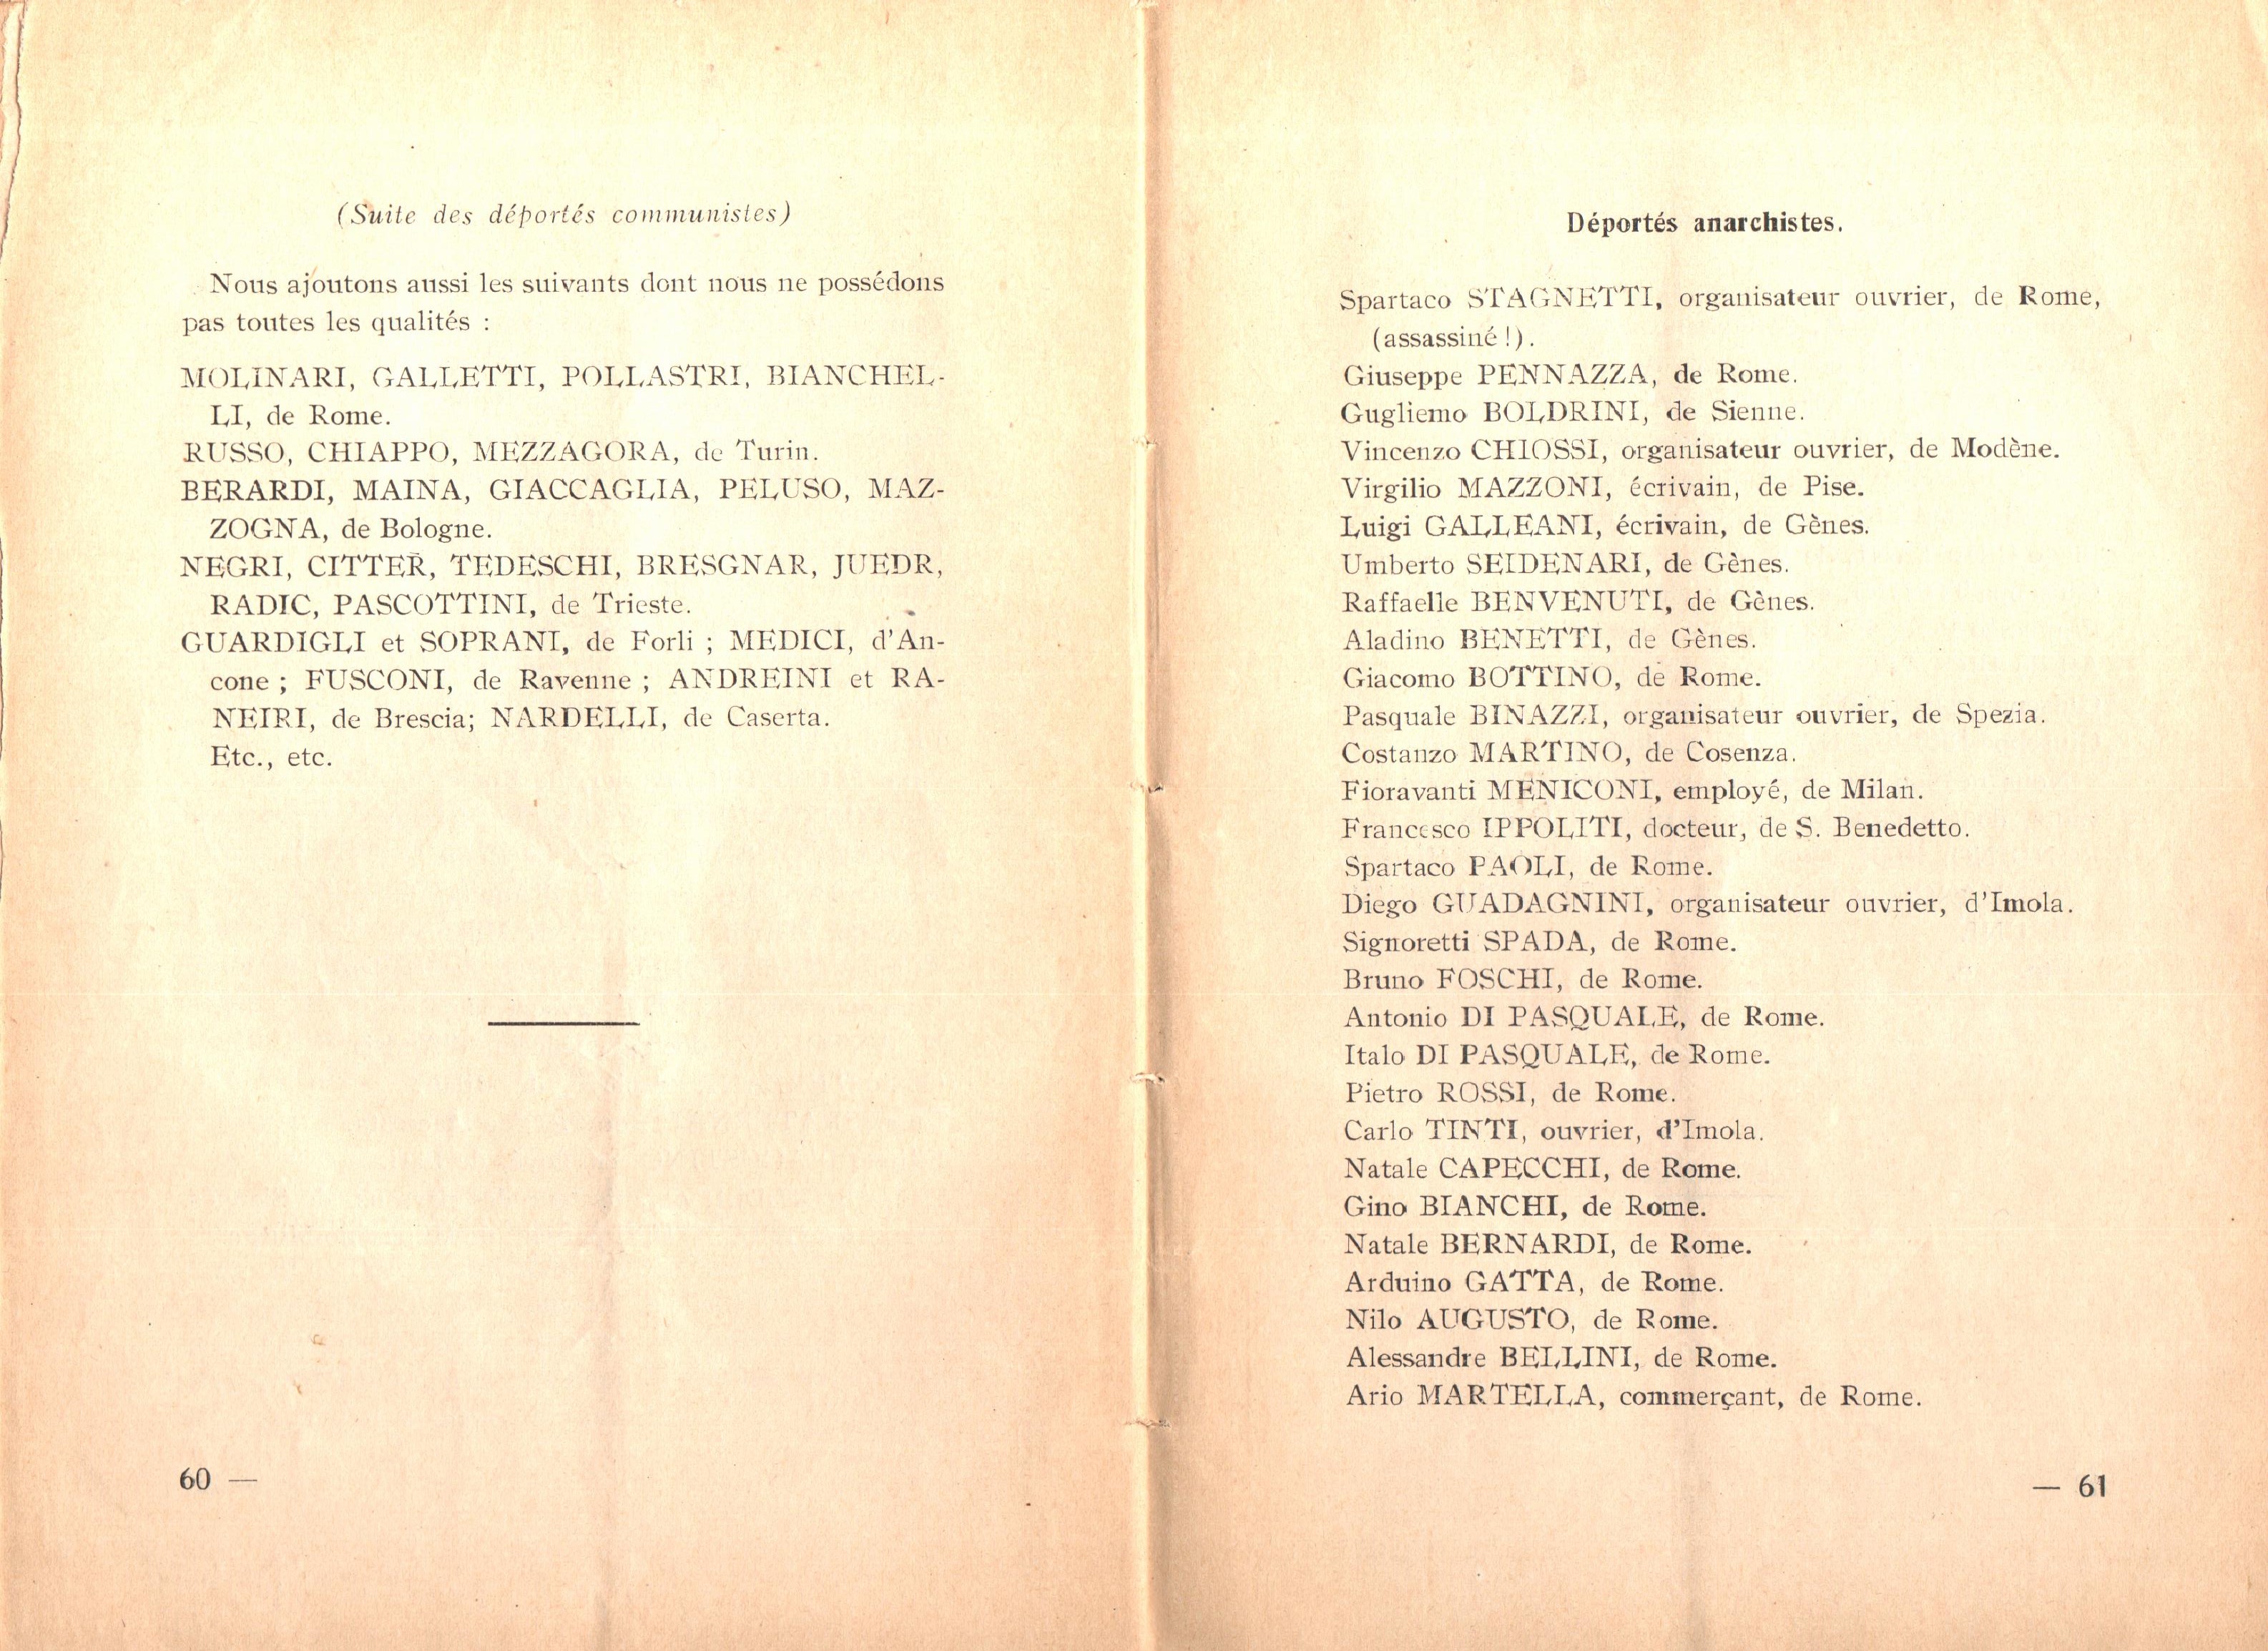 (Suite des déportés communistes)
Nous ajoutons aussi les suivants dont nous ne possédons
pas toutes les qualités :
MOLINARI, GALLETTI, POLLASTRI, BIANCHEL-
LI, de Rome.
RUSSO, CHIAPPO, MEZZAGORA, de Turin.
BERARDI, MAINA, GIACCAGLIA, PELUSO, MAZ-
ZOGNA, de Bologne.
NEGRI, CITTER, TEDESCHI, BRESGNAR, JUEDR,
RADIC, PASCOTTINI, de Trieste.
GUARDIGLI et SOPRANI, de Forli ; MEDICI, d'An-
cone ; FUSCONI, de Ravenne ; ANDREINI et RA-
NEIRI, de Brescia; NARDELLI, de Caserta.
Etc., etc.
60 —
Déportés anarchistes.
Spartaco STAGNETTI, organisateur ouvrier, de Rome,
(assassiné !).
Giuseppe PENNAZZA, de Rome.
Gugliemo BOLDRINI, de Sienne.
Vincenzo CHIOSSI, organisateur ouvrier, de Modène.
Virgilio MAZZONI, écrivain, de Pise.
Luigi GALLEANI, écrivain, de Gènes.
Umberto SEIDENARI, de Gènes.
Raffaelle BENVENUTI, de Gènes.
Aladino BENETTI, de Gènes.
Giacomo BOTTINO, de Rome.
Pasquale BINAZZI, organisateur ouvrier, de Spezia.
Costanzo MARTINO, de Cosenza.
Fioravanti MENICONI, employé, de Milan.
Francesco IPPOLITI, docteur, de S. Benedetto.
Spartaco PAOLI, de Rome.
Diego GUADAGNINI, organisateur ouvrier, d'Imola.
Signoretti SPADA, de Rome.
Bruno FOSCHI, de Rome.
Antonio DI PASQUALE, de Rome.
Italo DI PASQUALE, de Rome.
Pietro ROSSI, de Rome.
Carlo TINTI, ouvrier, d'Imola.
Natale CAPECCHI, de Rome.
Gino BIANCHI, de Rome.
Natale BERNARDI, de Rome.
Arduino GATTA, de Rome.
Nilo AUGUSTO, de Rome.
Alessandre BELLINI, de Rome.
Ario MARTELLA, commerçant, de Rome.
— 61